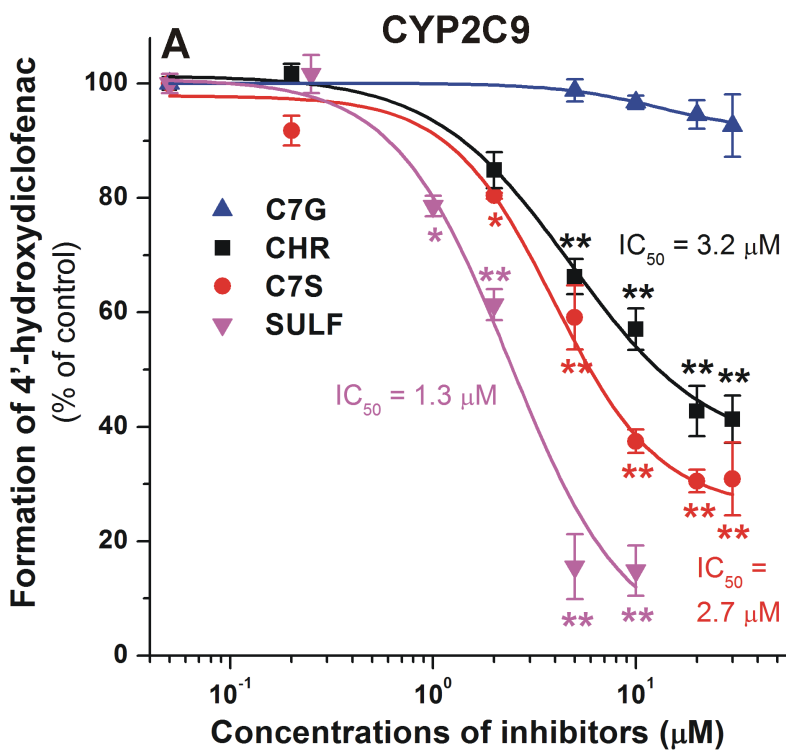 A
CYP2C9
Formation of 4'-hydroxydiclofenac
(% of control)
100
80
60
40
20
0
C7G
CHR
C7S
SULF
*
**
**
**
*
**
**
**
**
**
**
**
**
**
IC₅₀ = 3.2 μM
IC₅₀ = 1.3 μM
IC₅₀ =
2.7 μM
10⁻¹
10⁰
10¹
Concentrations of inhibitors (μM)